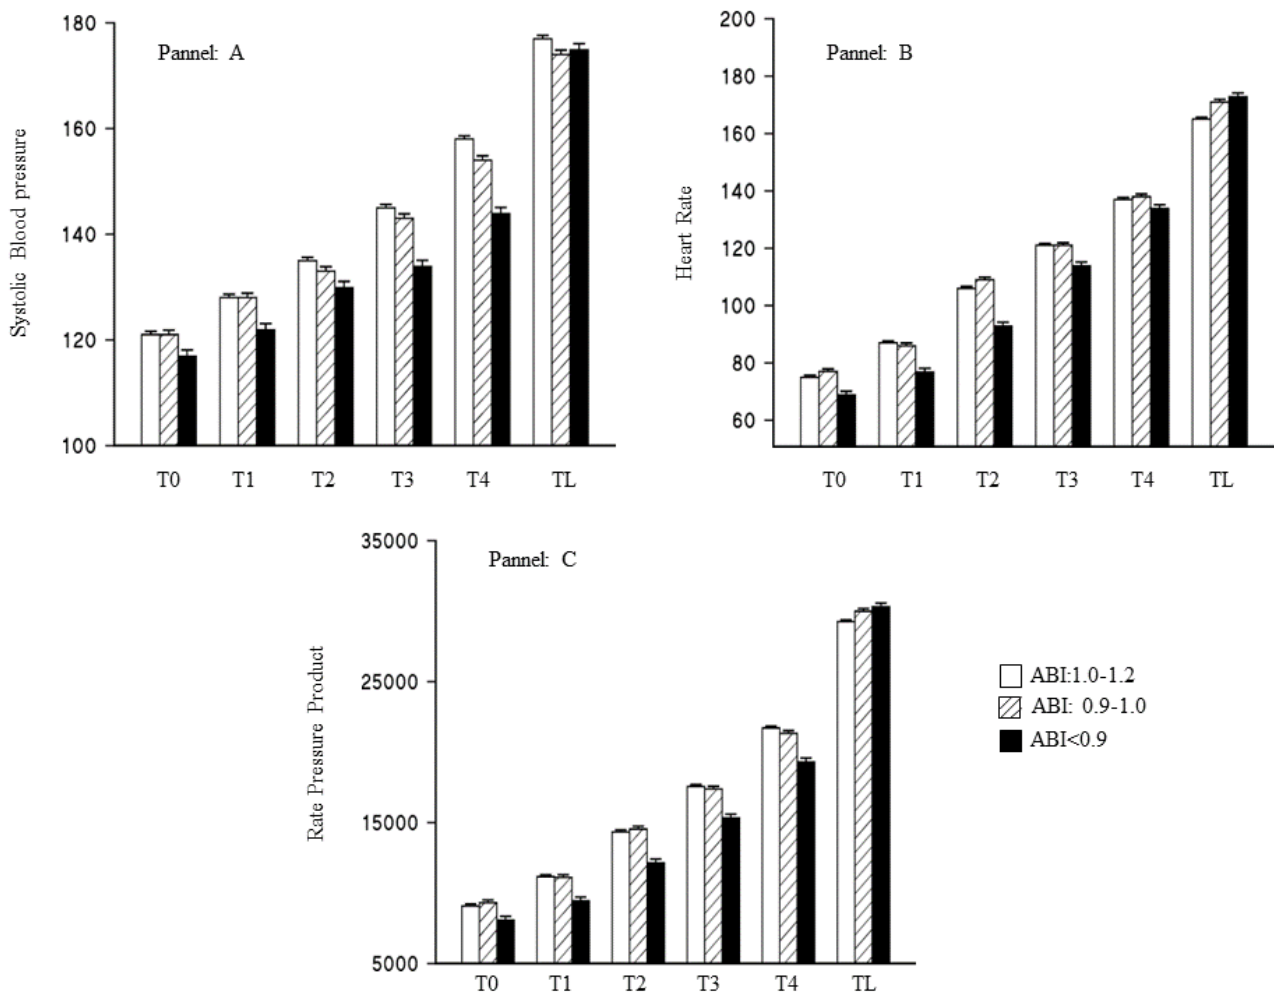 Pannel: A
Systolic Blood pressure
180
160
140
120
100
T0 T1 T2 T3 T4 TL
Pannel: B
Heart Rate
200
180
160
140
120
100
80
60
T0 T1 T2 T3 T4 TL
Pannel: C
Rate Pressure Product
35000
25000
15000
5000
T0 T1 T2 T3 T4 TL
ABI:1.0-1.2
ABI: 0.9-1.0
ABI<0.9